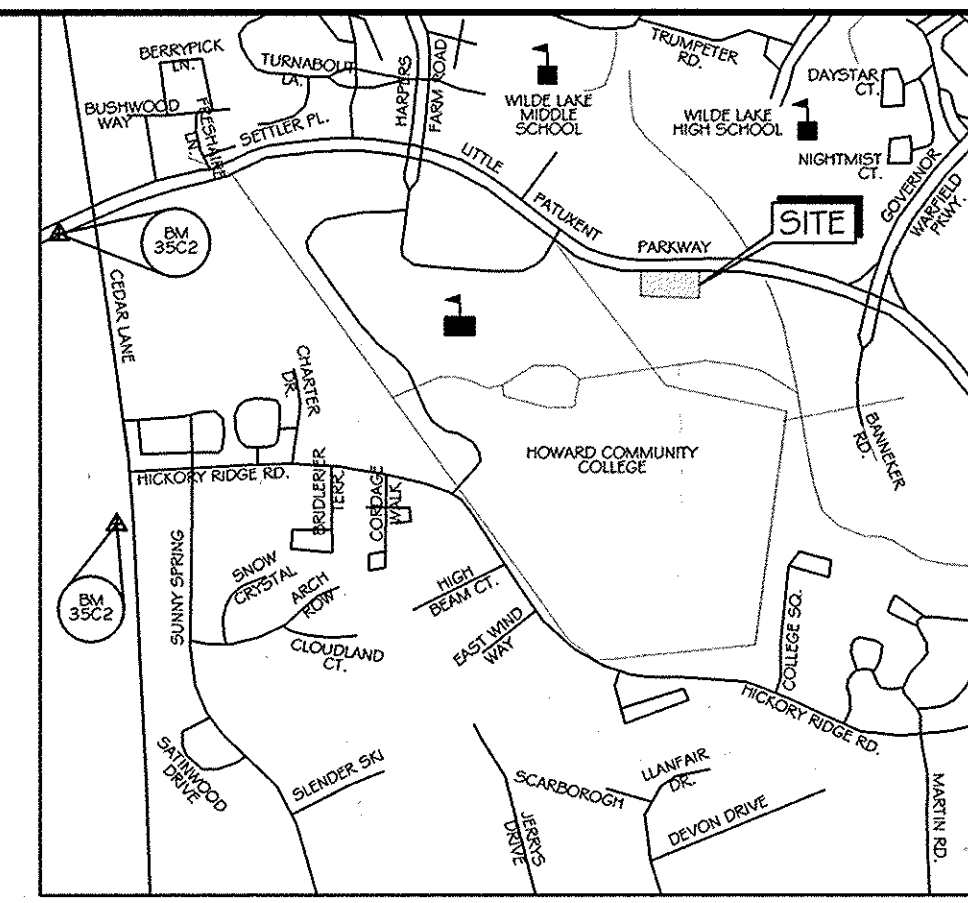 BERRYPICK
LN.
TURNABOUT
LA.
HARPERS
FARM ROAD
TRUMPETER
RD.
DAYSTAR
CT.
BUSHWOOD
WAY
FRESHAIRE
LN.
SETTLER PL.
WILDE LAKE
MIDDLE
SCHOOL
WILDE LAKE
HIGH SCHOOL
NIGHTMIST
CT.
LITTLE
PATUXENT
PARKWAY
SITE
GOVERNOR
WARFIELD
PKWY.
BM
35C2
CEDAR LANE
CHARTER
DR.
HOWARD COMMUNITY
COLLEGE
BANNEKER
RD.
HICKORY RIDGE RD.
BRIDLERIER
TERR.
CORDAGE
WALK
BM
35C2
SUNNY SPRING
SNOW
CRYSTAL
ARCH
ROW
CLOUDLAND
CT.
HIGH
BEAM CT.
EAST WIND
WAY
COLLEGE SQ.
HICKORY RIDGE RD.
SATINWOOD
DRIVE
SLENDER SKI
JERRYS
DRIVE
SCARBOROGH
LLANFAIR
DR.
DEVON DRIVE
MARTIN RD.